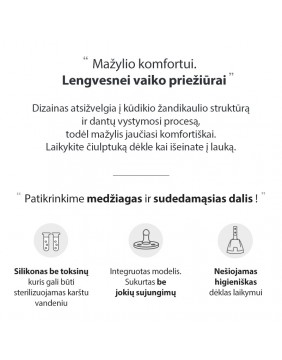 “ Mažylio komfortui.
Lengvesnei vaiko priežiūrai ”
Dizainas atsižvelgia į kūdikio žandikaulio struktūrą
ir dantų vystymosi procesą,
todėl mažylis jaučiasi komfortiškai.
Laikykite čiulptuką dėkle kai išeinate į lauką.
“ Patikrinkime medžiagas ir sudedamąsias dalis ! ”
Silikonas be toksinų
kuris gali būti
sterilizuojamas karštu
vandeniu
Integruotas modelis.
Sukurtas be
jokių sujungimų
Nešiojamas
higieniškas
dėklas laikymui